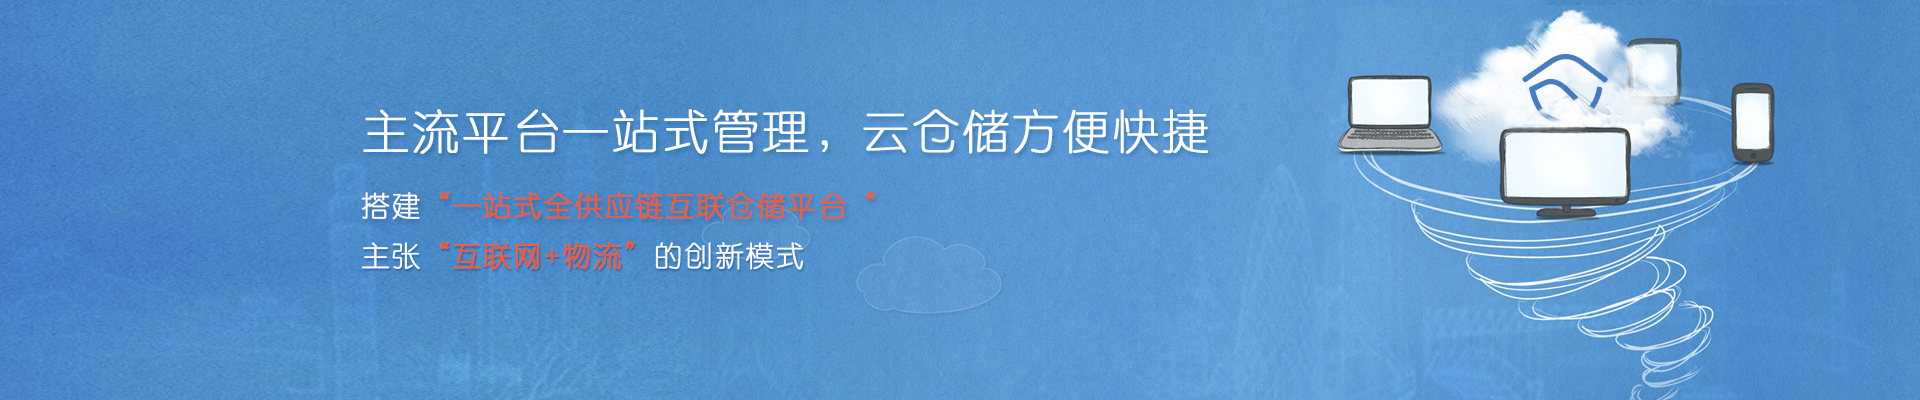 主流平台一站式管理，云仓储方便快捷
搭建“一站式全供应链互联仓储平台“
主张“互联网+物流”的创新模式